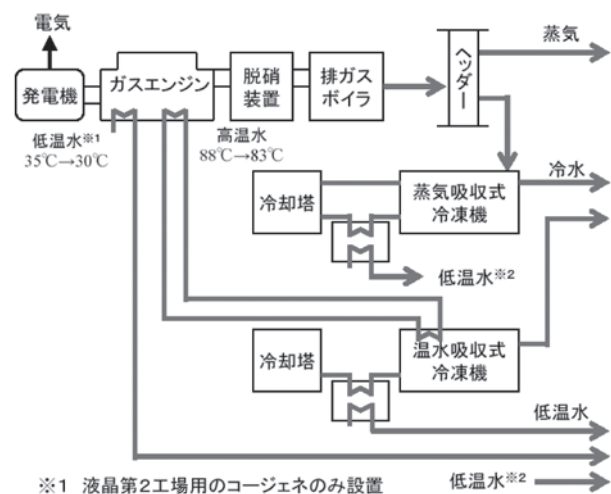 電気
蒸気
発電機
ガスエンジン
脱硝
装置
排ガス
ボイラ
ヘッダー
低温水※1
35℃→30℃
高温水
88℃→83℃
冷却塔
蒸気吸収式
冷凍機
冷水
低温水※2
冷却塔
温水吸収式
冷凍機
低温水
低温水※2
※1 液晶第2工場用のコージェネのみ設置